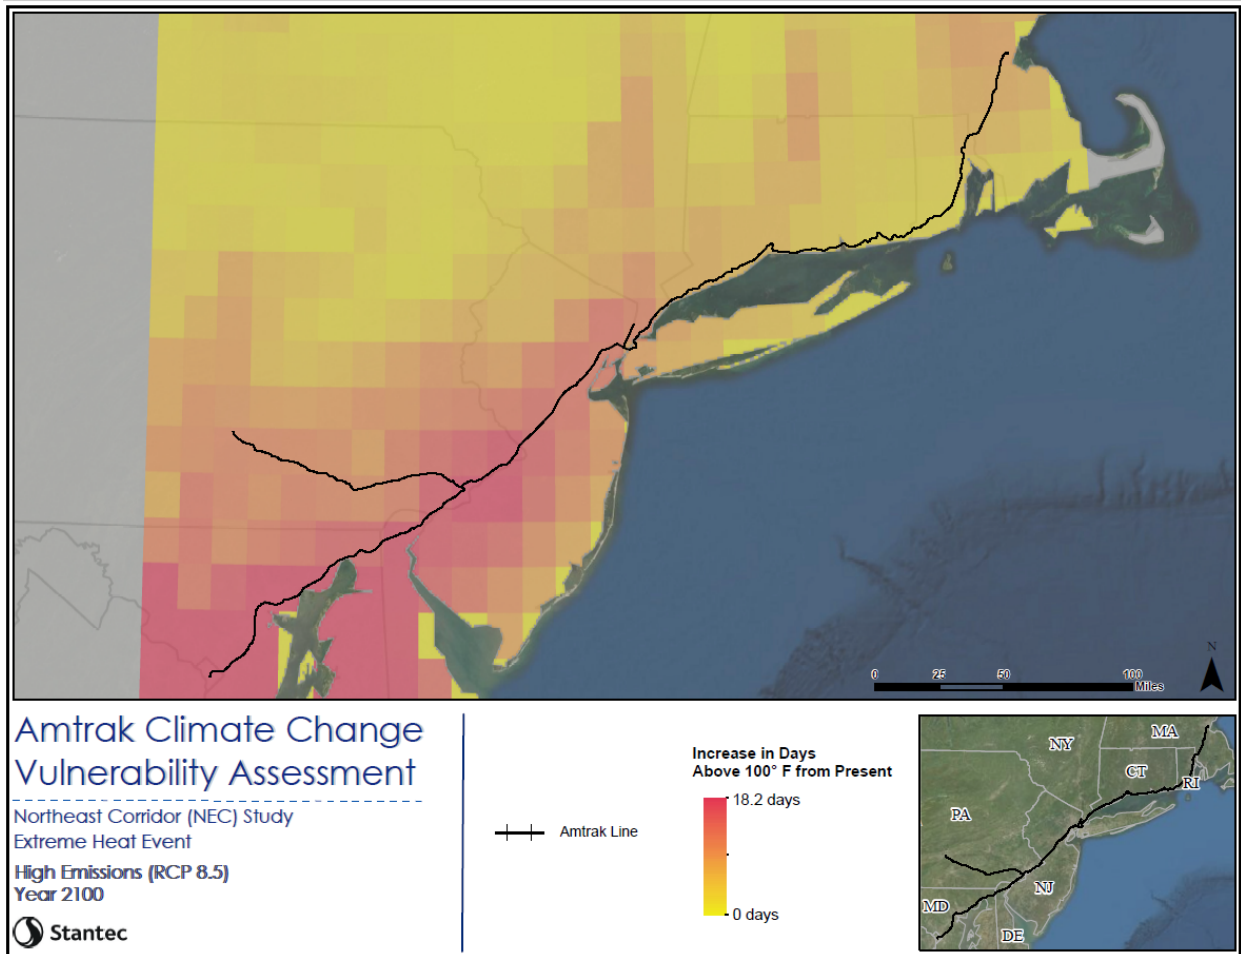 0 25 50 100
Miles
N
Amtrak Climate Change
Vulnerability Assessment
Northeast Corridor (NEC) Study
Extreme Heat Event
High Emissions (RCP 8.5)
Year 2100
Stantec
Amtrak Line
Increase in Days
Above 100° F from Present
18.2 days
0 days
NY
MA
CT
RI
PA
NJ
MD
DE